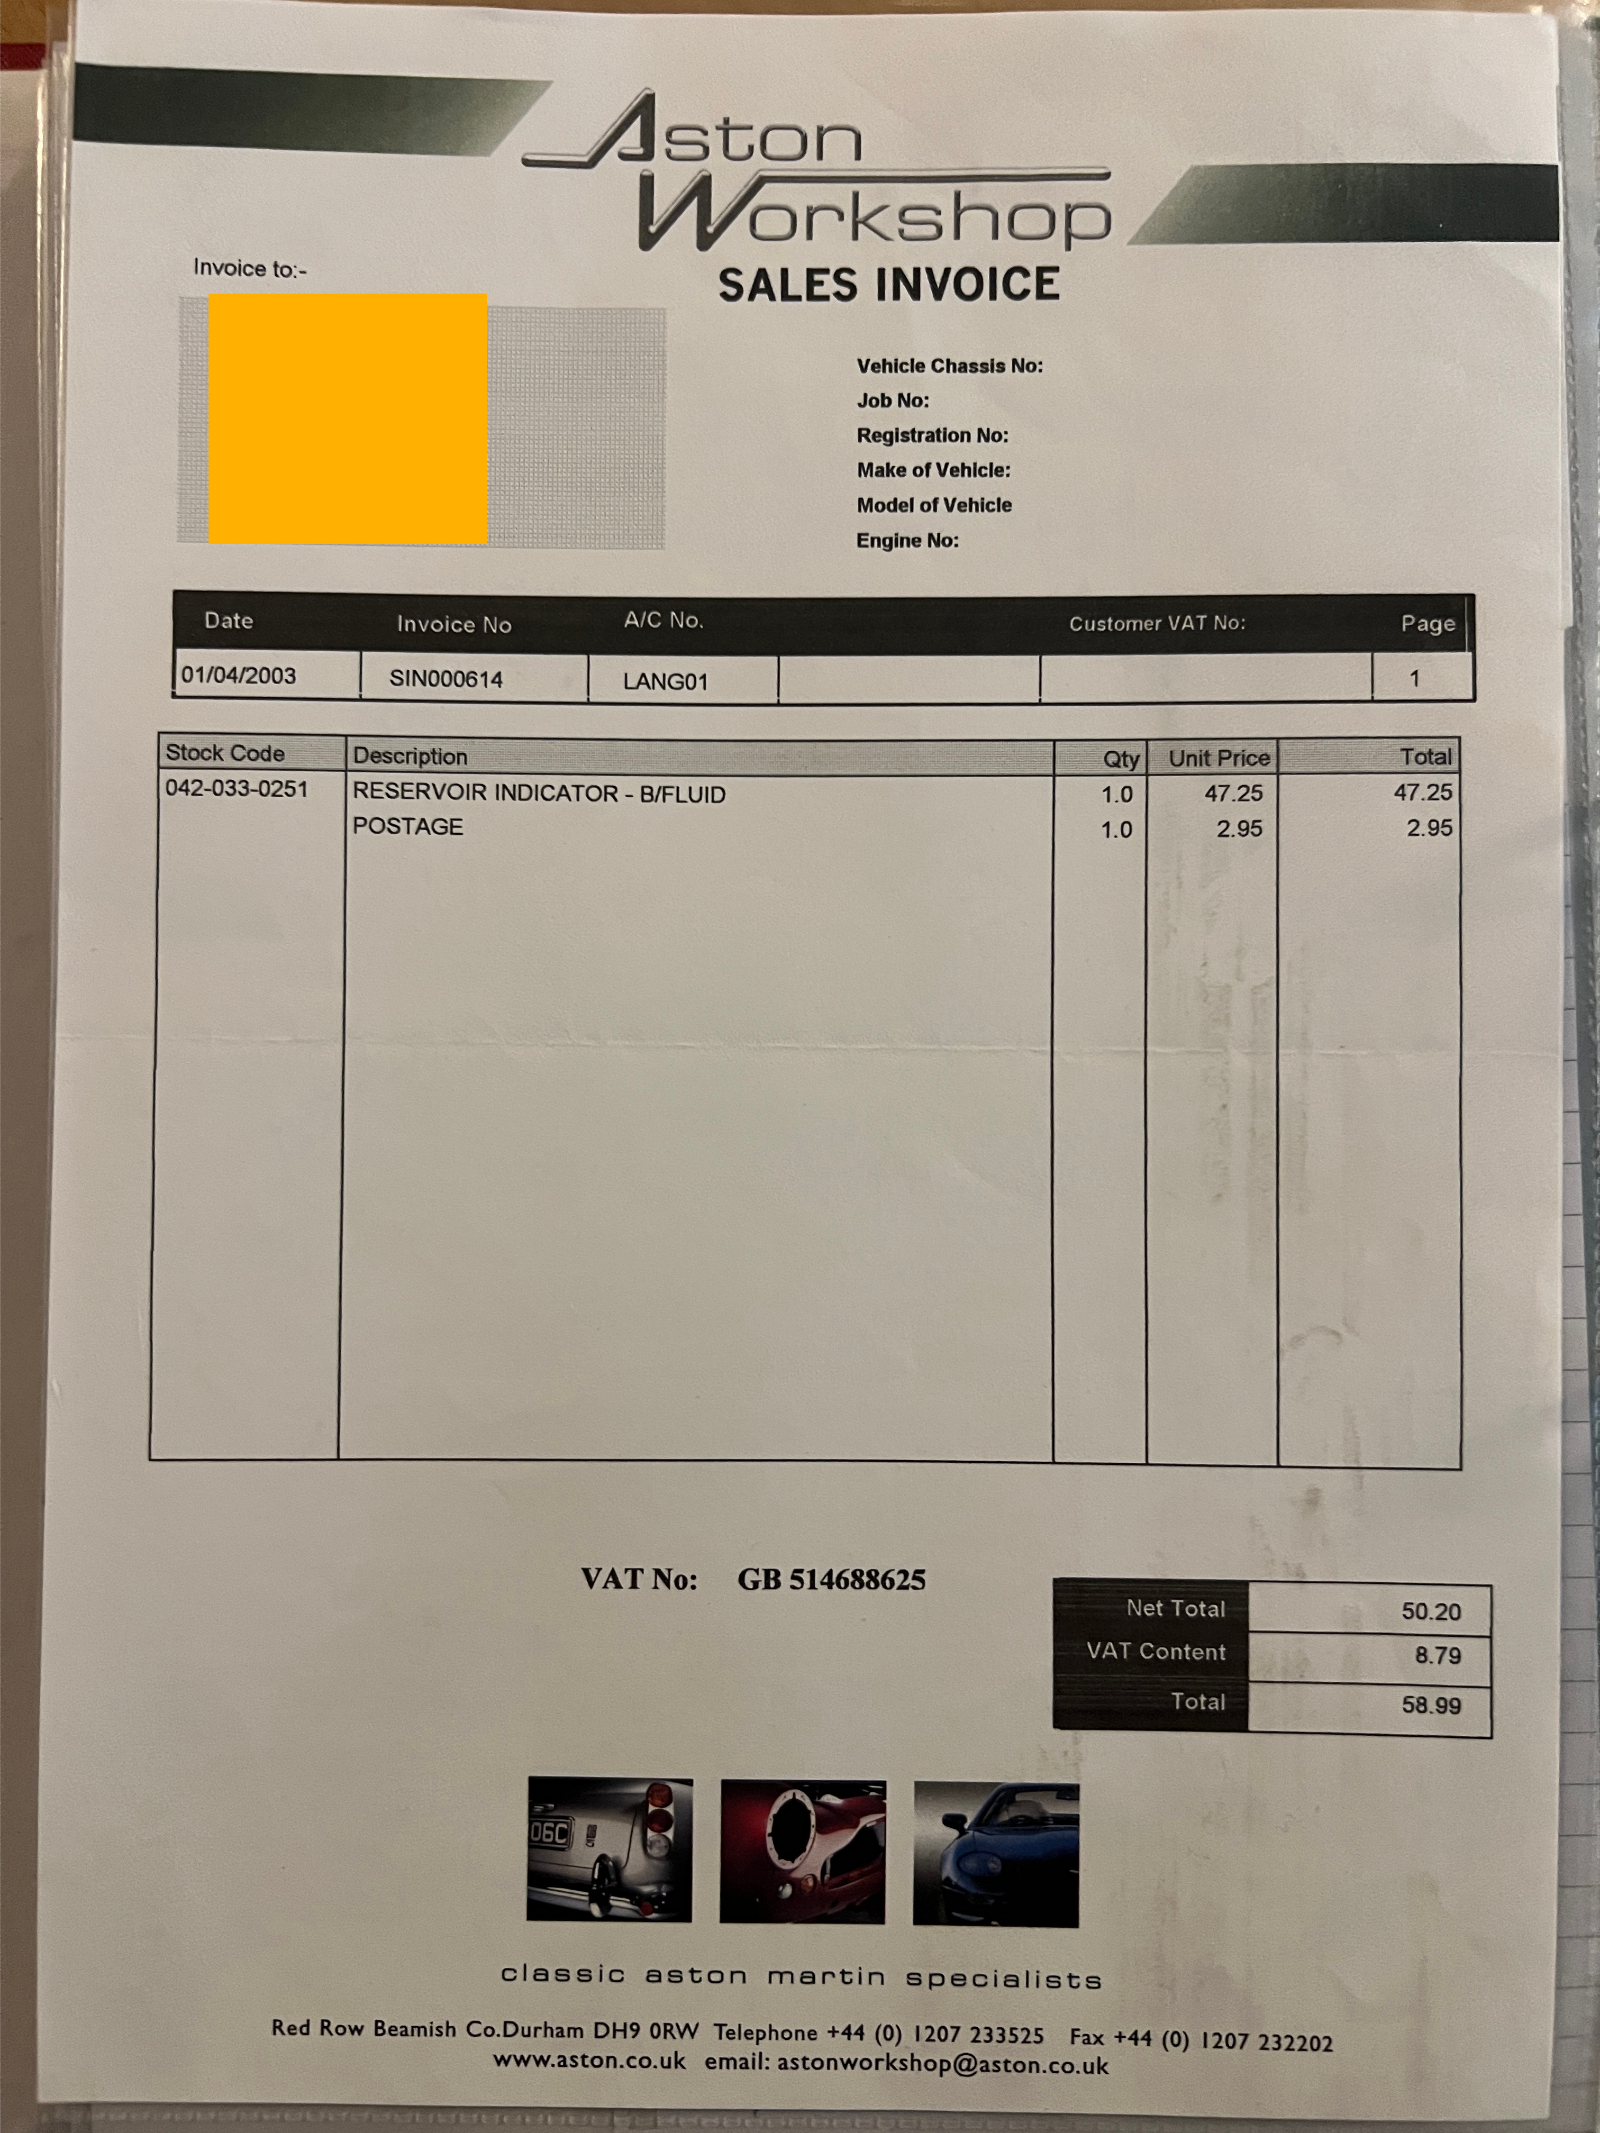 Aston
Workshop
SALES INVOICE
Invoice to:-
Vehicle Chassis No:
Job No:
Registration No:
Make of Vehicle:
Model of Vehicle
Engine No:
Date Invoice No A/C No. Customer VAT No: Page
01/04/2003 SIN000614 LANG01 1
Stock Code Description Qty Unit Price Total
042-033-0251 RESERVOIR INDICATOR - B/FLUID 1.0 47.25 47.25
POSTAGE 1.0 2.95 2.95
VAT No: GB 514688625
Net Total 50.20
VAT Content 8.79
Total 58.99
06C
classic aston martin specialists
Red Row Beamish Co.Durham DH9 0RW Telephone +44 (0) 1207 233525 Fax +44 (0) 1207 232202
www.aston.co.uk email: astonworkshop@aston.co.uk